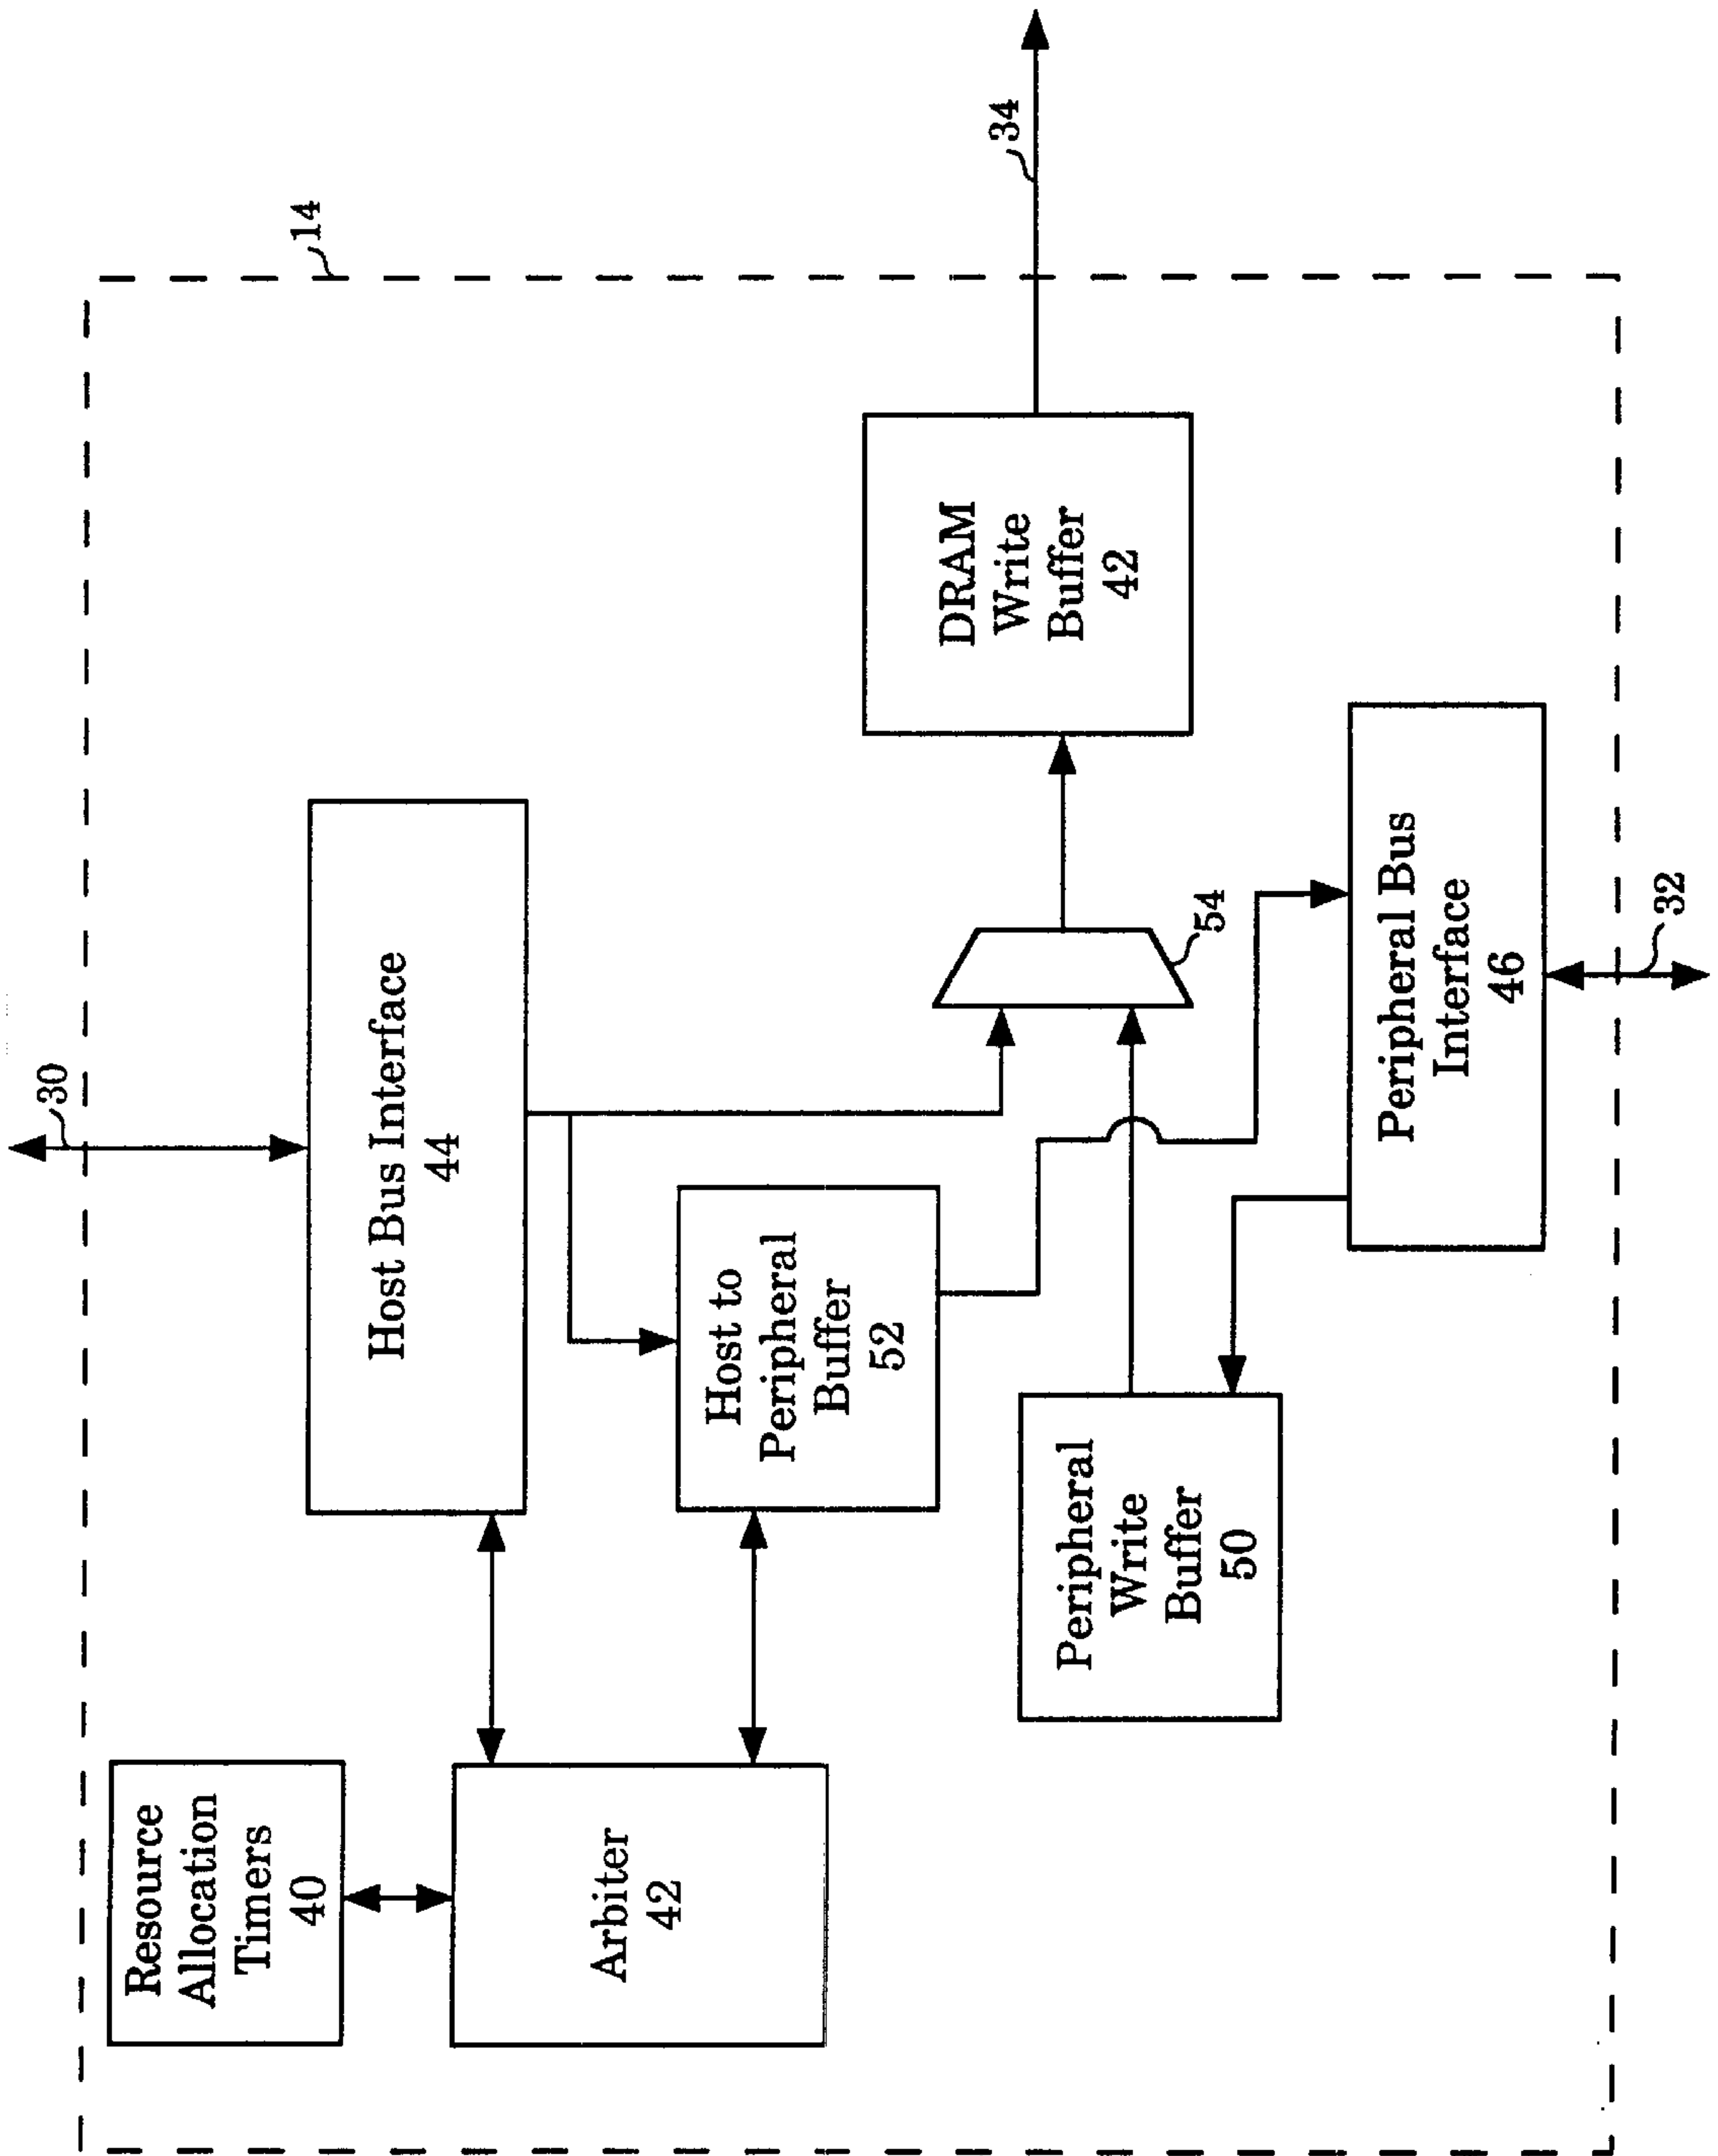 Resource
Allocation
Timers
40
Arbiter
42
30
Host Bus Interface
44
Host to
Peripheral
Buffer
52
Peripheral
Write
Buffer
50
54
DRAM
Write
Buffer
42
Peripheral Bus
Interface
46
32
14
34